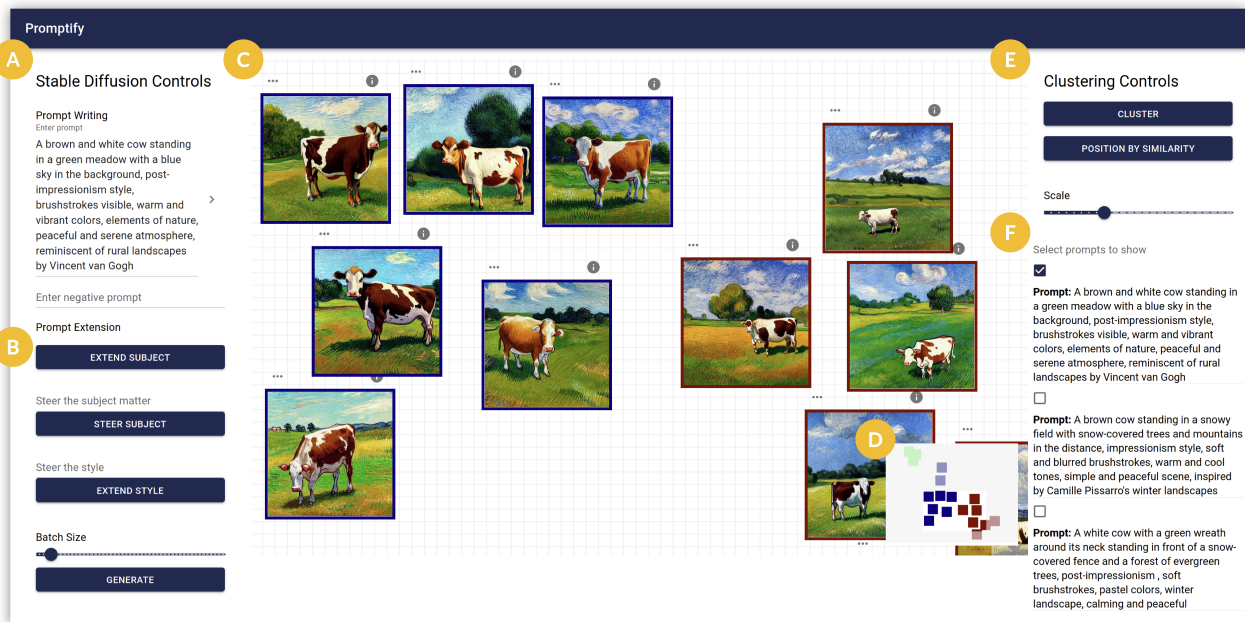 Promptify
A
C
E
Stable Diffusion Controls
Prompt Writing
Enter prompt
A brown and white cow standing
in a green meadow with a blue
sky in the background, post-
impressionism style,
brushstrokes visible, warm and
vibrant colors, elements of nature,
peaceful and serene atmosphere,
reminiscent of rural landscapes
by Vincent van Gogh
Enter negative prompt
B
Prompt Extension
EXTEND SUBJECT
Steer the subject matter
STEER SUBJECT
Steer the style
EXTEND STYLE
Batch Size
GENERATE
D
Clustering Controls
CLUSTER
POSITION BY SIMILARITY
Scale
F
Select prompts to show
Prompt: A brown and white cow standing in
a green meadow with a blue sky in the
background, post-impressionism style,
brushstrokes visible, warm and vibrant
colors, elements of nature, peaceful and
serene atmosphere, reminiscent of rural
landscapes by Vincent van Gogh
Prompt: A brown cow standing in a snowy
field with snow-covered trees and mountains
in the distance, impressionism style, soft
and blurred brushstrokes, warm and cool
tones, simple and peaceful scene, inspired
by Camille Pissarro's winter landscapes
Prompt: A white cow with a green wreath
around its neck standing in front of a snow-
covered fence and a forest of evergreen
trees, post-impressionism , soft
brushstrokes, pastel colors, winter
landscape, calming and peaceful